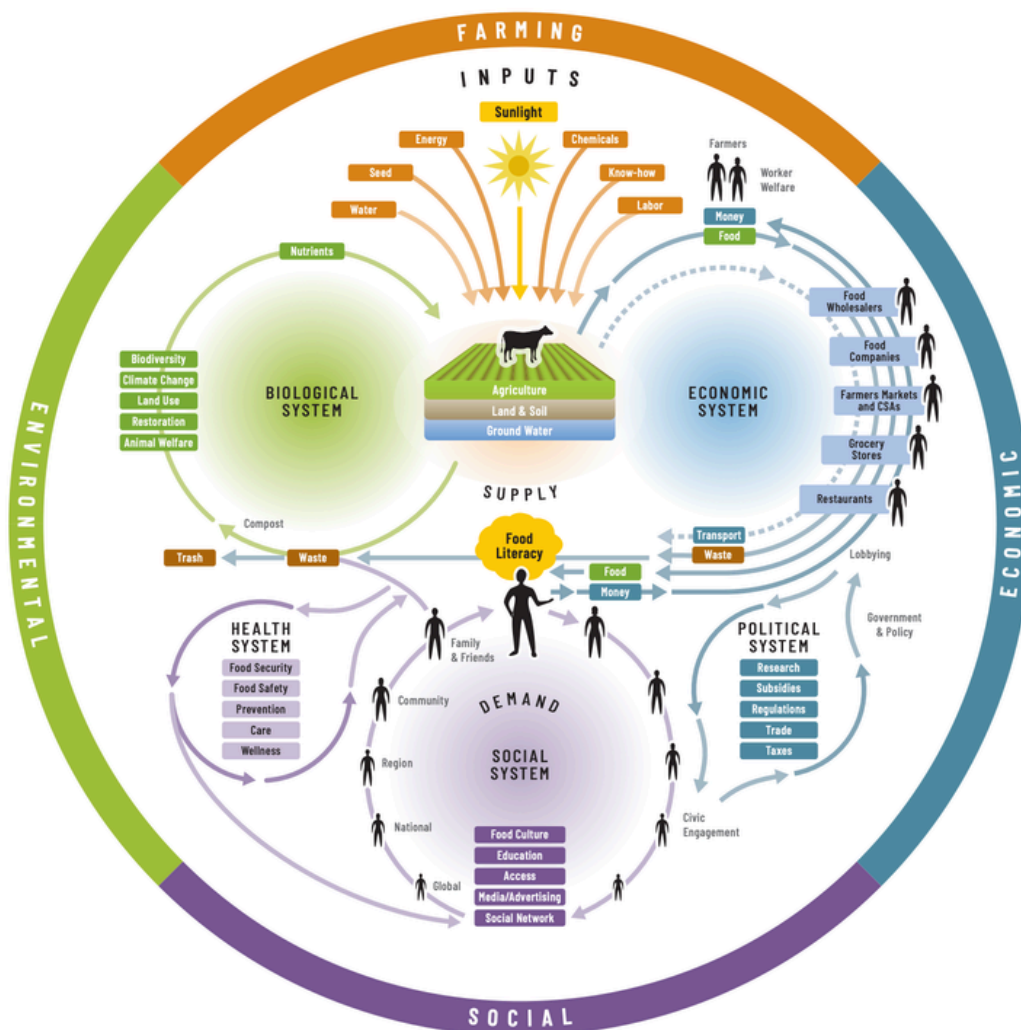 FARMING
INPUTS
Sunlight
Energy
Chemicals
Seed
Know-how
Water
Labor
Farmers
Worker
Welfare
Money
Food
Nutrients
Food
Wholesalers
Food
Companies
Farmers Markets
and CSAs
Grocery
Stores
Restaurants
Biodiversity
Climate Change
Land Use
Restoration
Animal Welfare
BIOLOGICAL
SYSTEM
Agriculture
Land & Soil
Ground Water
ECONOMIC
SYSTEM
SUPPLY
ENVIRONMENTAL
ECONOMIC
Compost
Trash
Waste
Food
Literacy
Transport
Waste
Food
Money
Lobbying
Government
& Policy
HEALTH
SYSTEM
Food Security
Food Safety
Prevention
Care
Wellness
Family
& Friends
Community
Region
National
Global
DEMAND
SOCIAL
SYSTEM
Food Culture
Education
Access
Media/Advertising
Social Network
POLITICAL
SYSTEM
Research
Subsidies
Regulations
Trade
Taxes
Civic
Engagement
SOCIAL